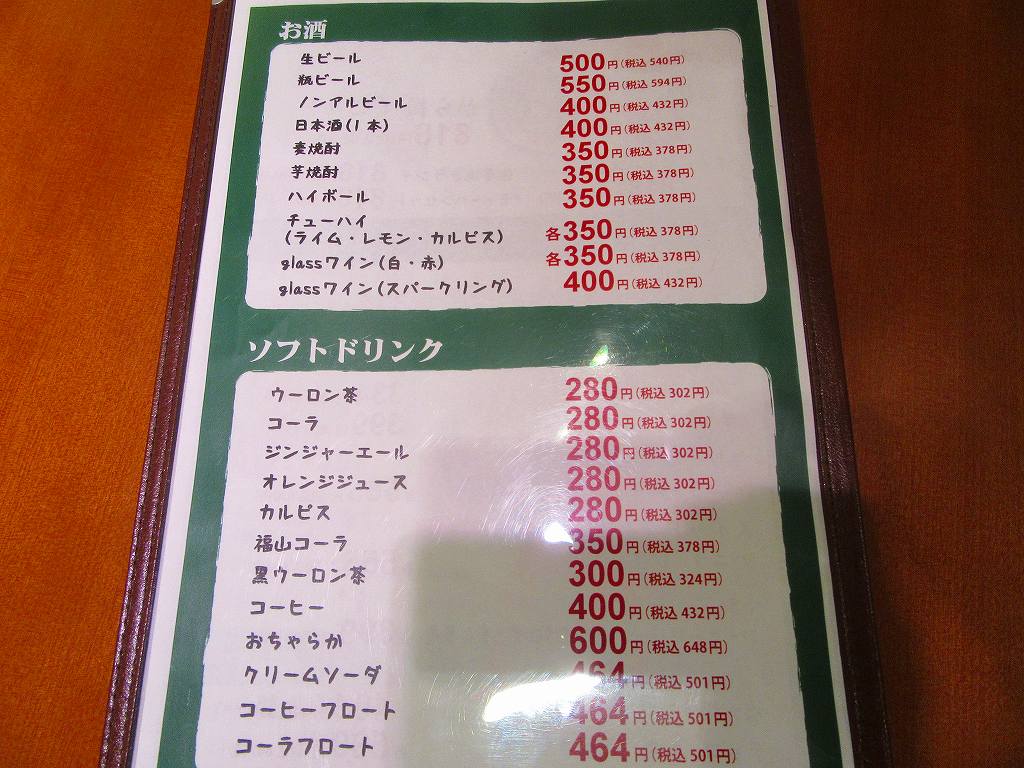 お酒
生ビール 500円(税込 540円)
瓶ビール 550円(税込 594円)
ノンアルビール 400円(税込 432円)
日本酒(1本) 400円(税込 432円)
麦焼酎 350円(税込 378円)
芋焼酎 350円(税込 378円)
ハイボール 350円(税込 378円)
チューハイ
(ライム・レモン・カルピス) 各350円(税込 378円)
glassワイン(白・赤) 各350円(税込 378円)
glassワイン(スパークリング) 400円(税込 432円)
ソフトドリンク
ウーロン茶 280円(税込 302円)
コーラ 280円(税込 302円)
ジンジャーエール 280円(税込 302円)
オレンジジュース 280円(税込 302円)
カルピス 280円(税込 302円)
福山コーラ 350円(税込 378円)
黒ウーロン茶 300円(税込 324円)
コーヒー 400円(税込 432円)
おちゃらか 600円(税込 648円)
クリームソーダ 464円(税込 501円)
コーヒーフロート 464円(税込 501円)
コーラフロート 464円(税込 501円)